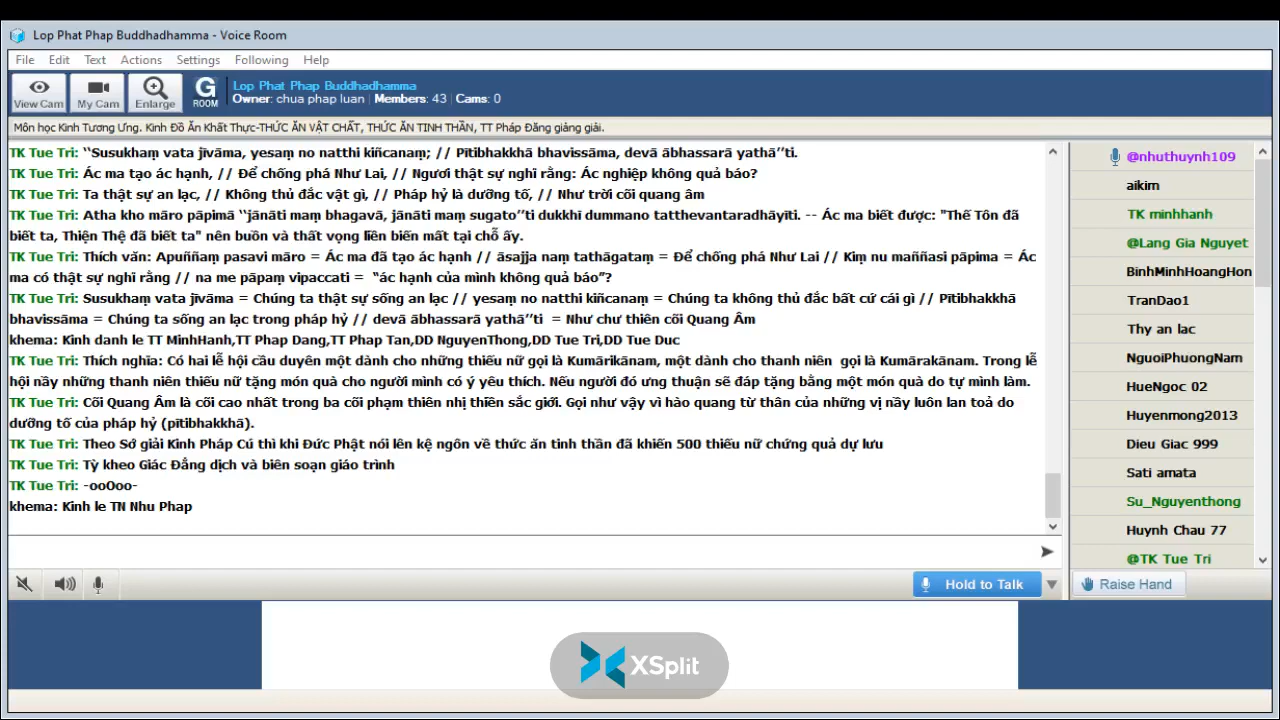 Lop Phat Phap Buddhadhamma - Voice Room
File Edit Text Actions Settings Following Help
View Cam My Cam Enlarge G ROOM
Lop Phat Phap Buddhadhamma
Owner: chua phap luan | Members: 43 | Cams: 0
Môn học Kinh Tương Ưng. Kinh Đồ Ăn Khất Thực-THỨC ĂN VẬT CHẤT, THỨC ĂN TINH THẦN, TT Pháp Đăng giảng giải.
TK Tue Tri: ‘‘Susukhaṃ vata jīvāma, yesaṃ no natthi kiñcanaṃ; // Pītibhakkhā bhavissāma, devā ābhassarā yathā’’ti.
TK Tue Tri: Ác ma tạo ác hạnh, // Để chống phá Như Lai, // Ngươi thật sự nghĩ rằng: Ác nghiệp không quả báo?
TK Tue Tri: Ta thật sự an lạc, // Không thủ đắc vật gì, // Pháp hỷ là dưỡng tố, // Như trời cõi quang âm
TK Tue Tri: Atha kho māro pāpimā ‘‘jānāti maṃ bhagavā, jānāti maṃ sugato’’ti dukkhī dummano tatthevantaradhāyīti. -- Ác ma biết được: "Thế Tôn đã
biết ta, Thiện Thệ đã biết ta" nên buồn và thất vọng liền biến mất tại chỗ ấy.
TK Tue Tri: Thích văn: Apuññaṃ pasavi māro = Ác ma đã tạo ác hạnh // āsajja naṃ tathāgataṃ = Để chống phá Như Lai // Kiṃ nu maññasi pāpima = Ác
ma có thật sự nghĩ rằng // na me pāpaṃ vipaccati = “ác hạnh của mình không quả báo”?
TK Tue Tri: Susukhaṃ vata jīvāma = Chúng ta thật sự sống an lạc // yesaṃ no natthi kiñcanaṃ = Chúng ta không thủ đắc bất cứ cái gì // Pītibhakkhā
bhavissāma = Chúng ta sống an lạc trong pháp hỷ // devā ābhassarā yathā’’ti = Như chư thiên cõi Quang Âm
khema: Kinh danh le TT MinhHanh,TT Phap Dang,TT Phap Tan,DD NguyenThong,DD Tue Tri,DD Tue Duc
TK Tue Tri: Thích nghĩa: Có hai lễ hội cầu duyên một dành cho những thiếu nữ gọi là Kumārikānaṃ, một dành cho thanh niên gọi là Kumārakānaṃ. Trong lễ
hội nầy những thanh niên thiếu nữ tặng món quà cho người mình có ý yêu thích. Nếu người đó ưng thuận sẽ đáp tặng bằng một món quà do tự mình làm.
TK Tue Tri: Cõi Quang Âm là cõi cao nhất trong ba cõi phạm thiên nhị thiền sắc giới. Gọi như vậy vì hào quang từ thân của những vị nầy luôn lan toả do
dưỡng tố của pháp hỷ (pītibhakkhā).
TK Tue Tri: Theo Sớ giải Kinh Pháp Cú thì khi Đức Phật nói lên kệ ngôn về thức ăn tinh thần đã khiến 500 thiếu nữ chứng quả dự lưu
TK Tue Tri: Tỳ kheo Giác Đẳng dịch và biên soạn giáo trình
TK Tue Tri: -ooOoo-
khema: Kinh le TN Nhu Phap
@nhuthuynh109
aikim
TK minhhanh
@Lang Gia Nguyet
BinhMinhHoangHon
TranDao1
Thy an lac
NguoiPhuongNam
HueNgoc 02
Huyenmong2013
Dieu Giac 999
Sati amata
Su_Nguyenthong
Huynh Chau 77
@TK Tue Tri
Hold to Talk
Raise Hand
XSplit